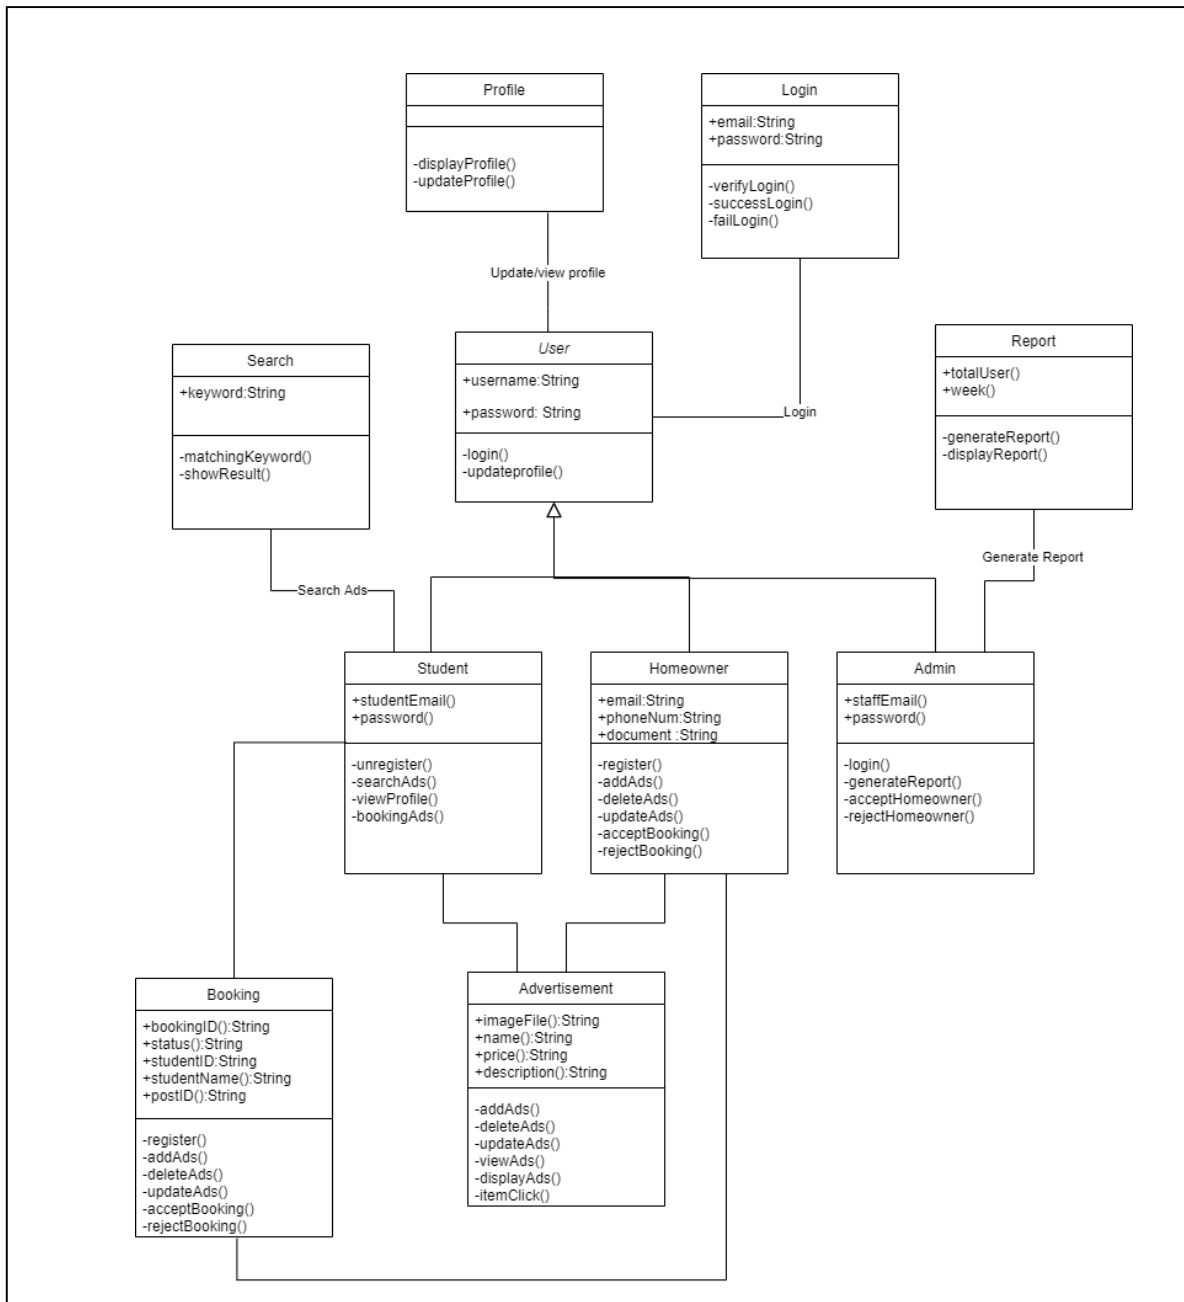 Profile
-displayProfile()
-updateProfile()
Login
+email:String
+password:String
-verifyLogin()
-successLogin()
-failLogin()
Update/view profile
User
+username:String
+password: String
-login()
-updateprofile()
Login
Search
+keyword:String
-matchingKeyword()
-showResult()
Report
+totalUser()
+week()
-generateReport()
-displayReport()
Search Ads
Generate Report
Student
+studentEmail()
+password()
-unregister()
-searchAds()
-viewProfile()
-bookingAds()
Homeowner
+email:String
+phoneNum:String
+document :String
-register()
-addAds()
-deleteAds()
-updateAds()
-acceptBooking()
-rejectBooking()
Admin
+staffEmail()
+password()
-login()
-generateReport()
-acceptHomeowner()
-rejectHomeowner()
Booking
+bookingID():String
+status():String
+studentID:String
+studentName():String
+postID():String
-register()
-addAds()
-deleteAds()
-updateAds()
-acceptBooking()
-rejectBooking()
Advertisement
+imageFile():String
+name():String
+price():String
+description():String
-addAds()
-deleteAds()
-updateAds()
-viewAds()
-displayAds()
-itemClick()